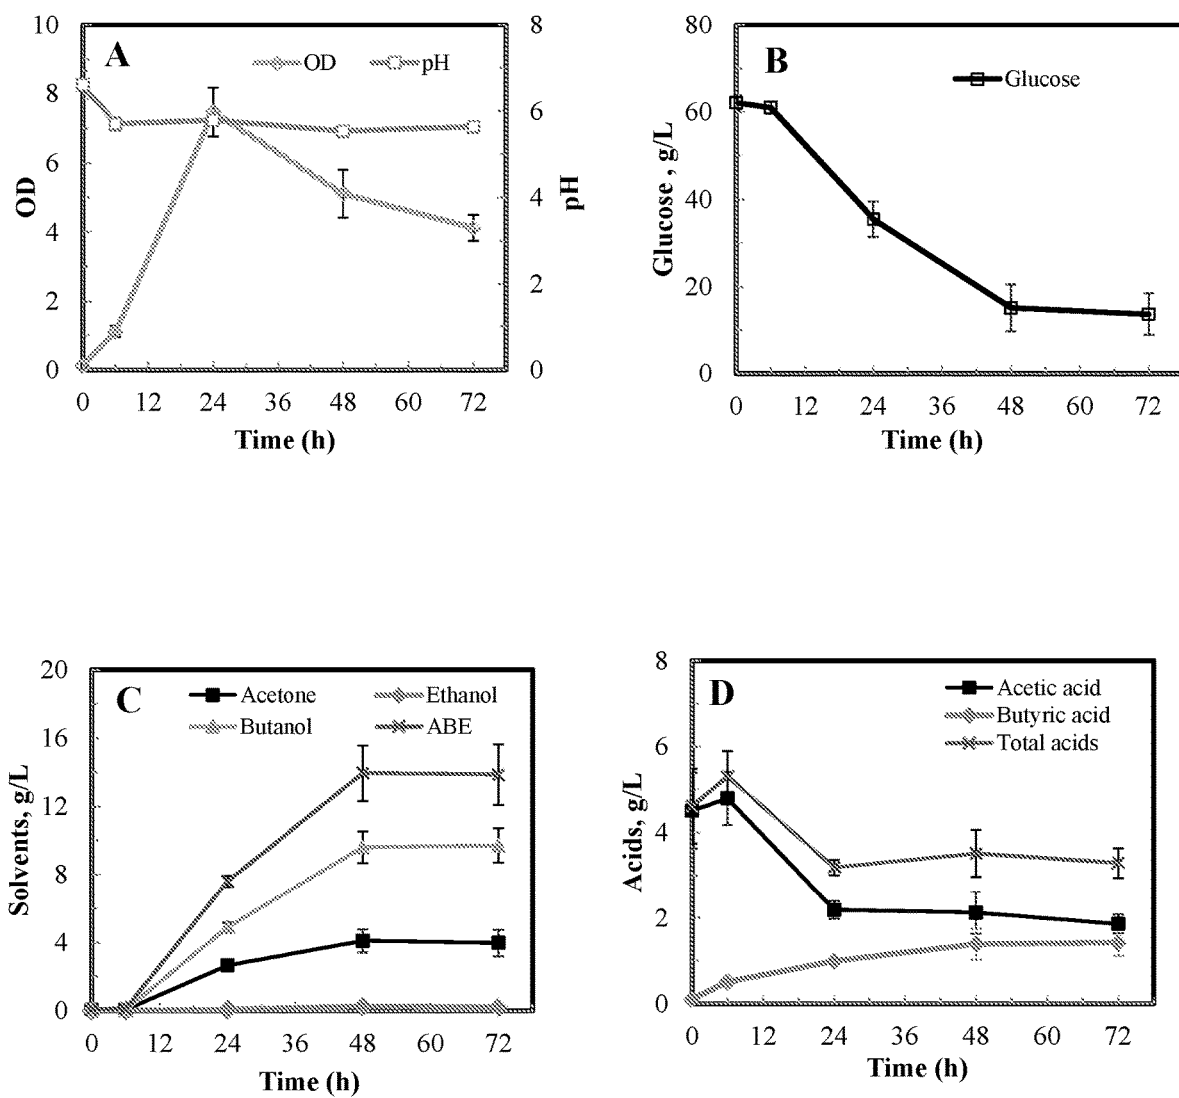 A
OD pH
10
8
6
4
2
0
OD
8
6
4
2
0
pH
0 12 24 36 48 60 72
Time (h)
B
Glucose
80
60
40
20
0
Glucose , g/L
0 12 24 36 48 60 72
Time (h)
C
Acetone Ethanol
Butanol ABE
20
16
12
8
4
0
Solvents, g/L
0 12 24 36 48 60 72
Time (h)
D
Acetic acid
Butyric acid
Total acids
8
6
4
2
0
Acids, g/L
0 12 24 36 48 60 72
Time (h)